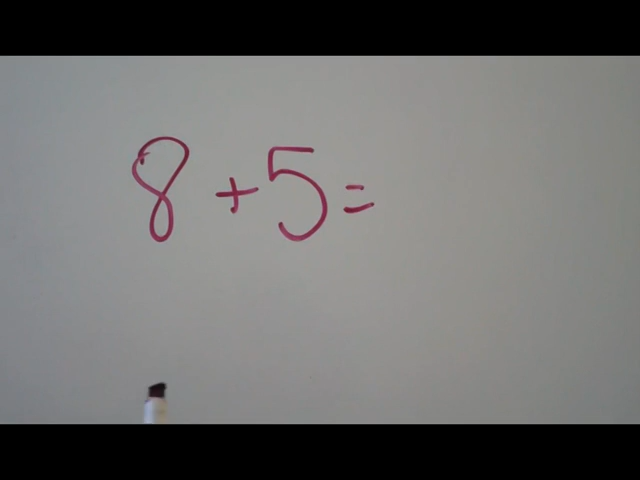 8 + 5 =